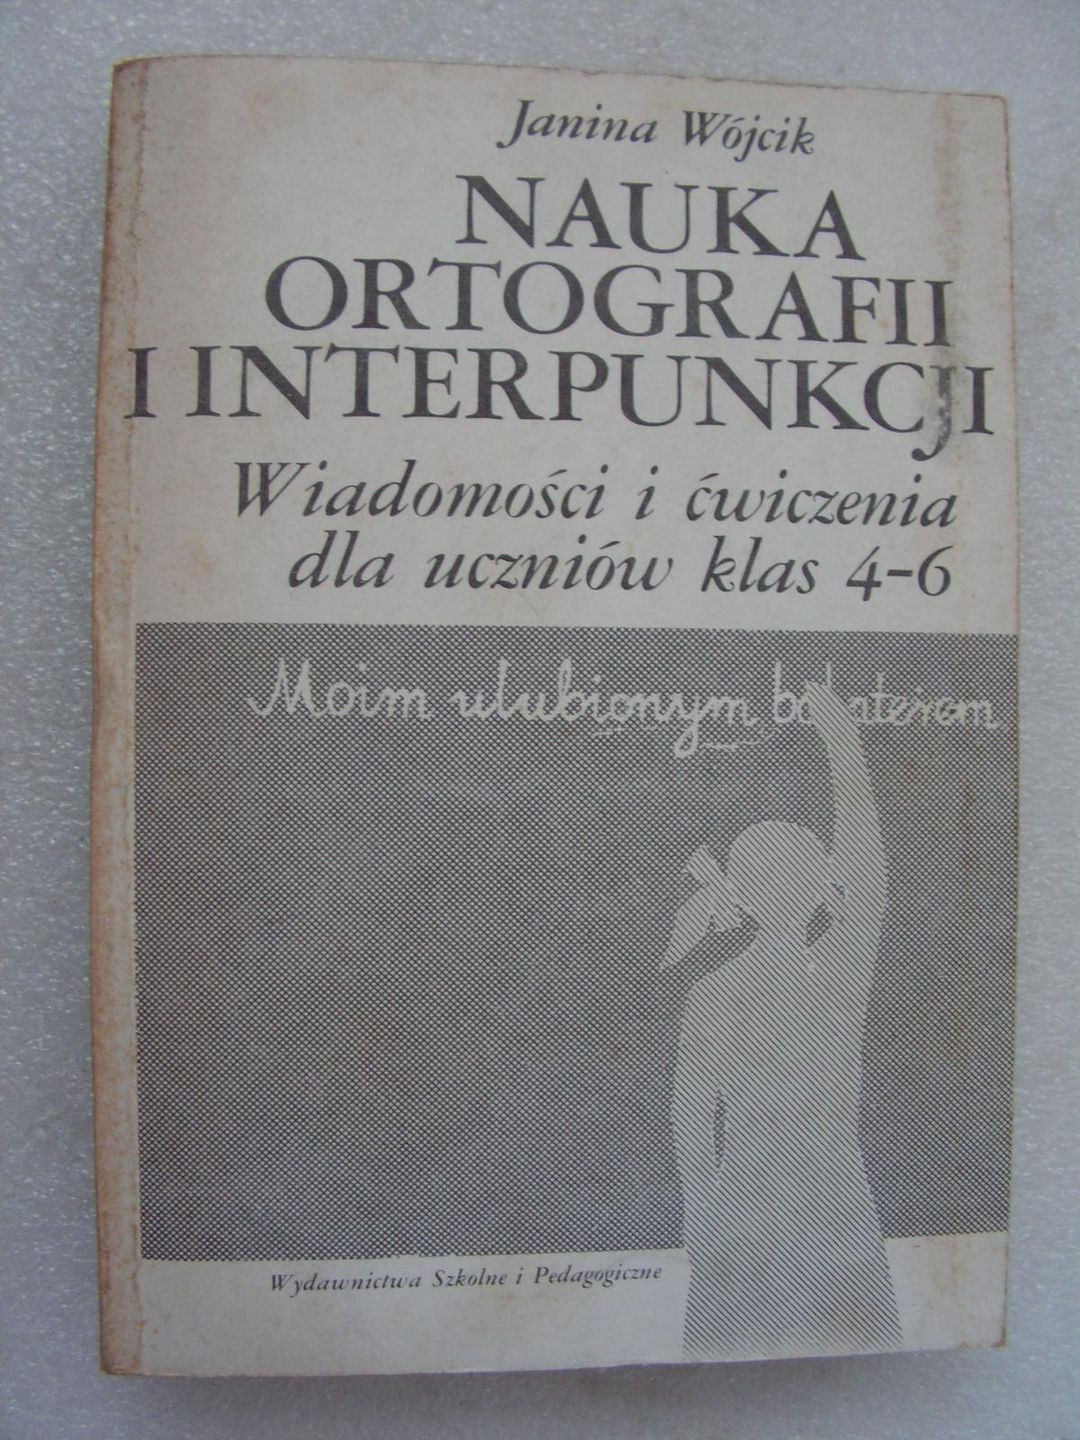 Janina Wójcik
NAUKA
ORTOGRAFII
I INTERPUNKCJI
Wiadomości i ćwiczenia
dla uczniów klas 4-6
Moim ulubionym
Wydawnictwa Szkolne i Pedagogiczne